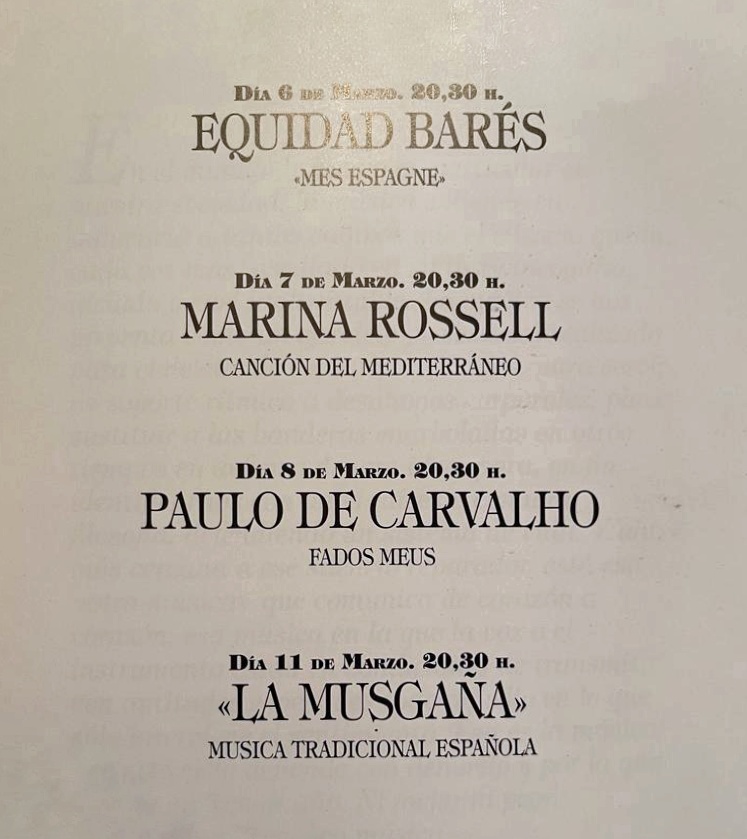 Día 6 de Marzo. 20,30 h.
EQUIDAD BARÉS
«MES ESPAGNE»
Día 7 de Marzo. 20,30 h.
MARINA ROSSELL
CANCIÓN DEL MEDITERRÁNEO
Día 8 de Marzo. 20,30 h.
PAULO DE CARVALHO
FADOS MEUS
Día 11 de Marzo. 20,30 h.
«LA MUSGAÑA»
MUSICA TRADICIONAL ESPAÑOLA